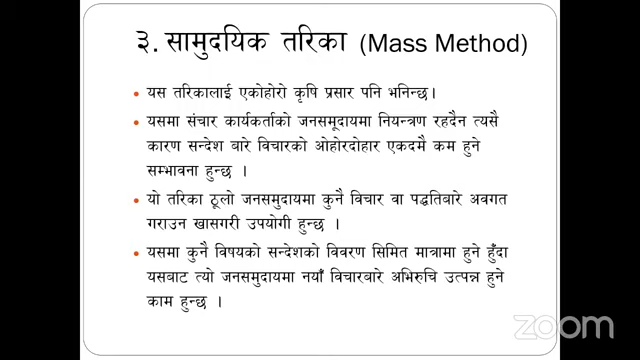 ३. सामुदयिक तरिका (Mass Method)
• यस तरिकालाई एकोहोरो कृषि प्रसार पनि भनिन्छ।
• यसमा संचार कार्यकर्ताको जनसमूदायमा नियन्त्रण रहदैन त्यसै
कारण सन्देश बारे विचारको ओहोरदोहार एकदमै कम हुने
सम्भावना हुन्छ ।
• यो तरिका ठूलो जनसमुदायमा कुनै विचार वा पद्धतिबारे अवगत
गराउन खासगरी उपयोगी हुन्छ ।
• यसमा कुनै विषयको सन्देशको विवरण सिमित मात्रामा हुने हुँदा
यसबाट त्यो जनसमुदायमा नयाँ विचारबारे अभिरुचि उत्पन्न हुने
काम हुन्छ ।
zoom